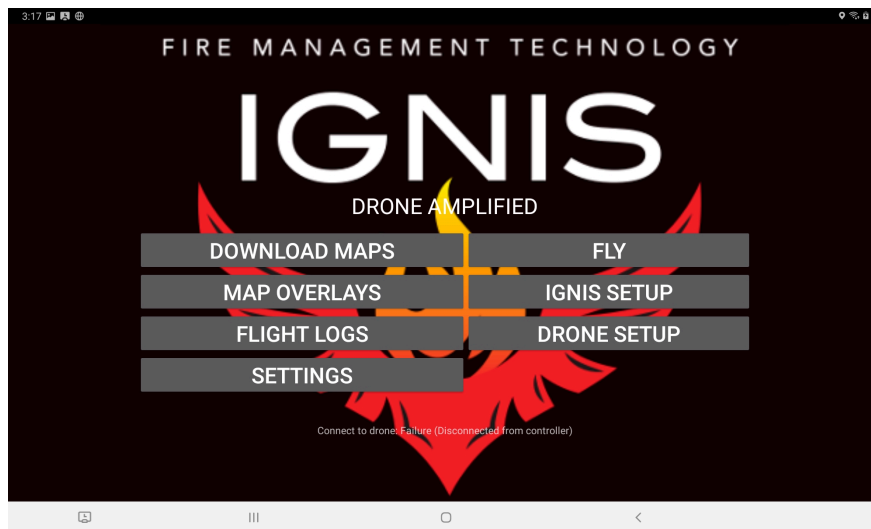 3:17
FIRE MANAGEMENT TECHNOLOGY
IGNIS
DRONE AMPLIFIED
DOWNLOAD MAPS
FLY
MAP OVERLAYS
IGNIS SETUP
FLIGHT LOGS
DRONE SETUP
SETTINGS
Connect to drone: Failure (Disconnected from controller)